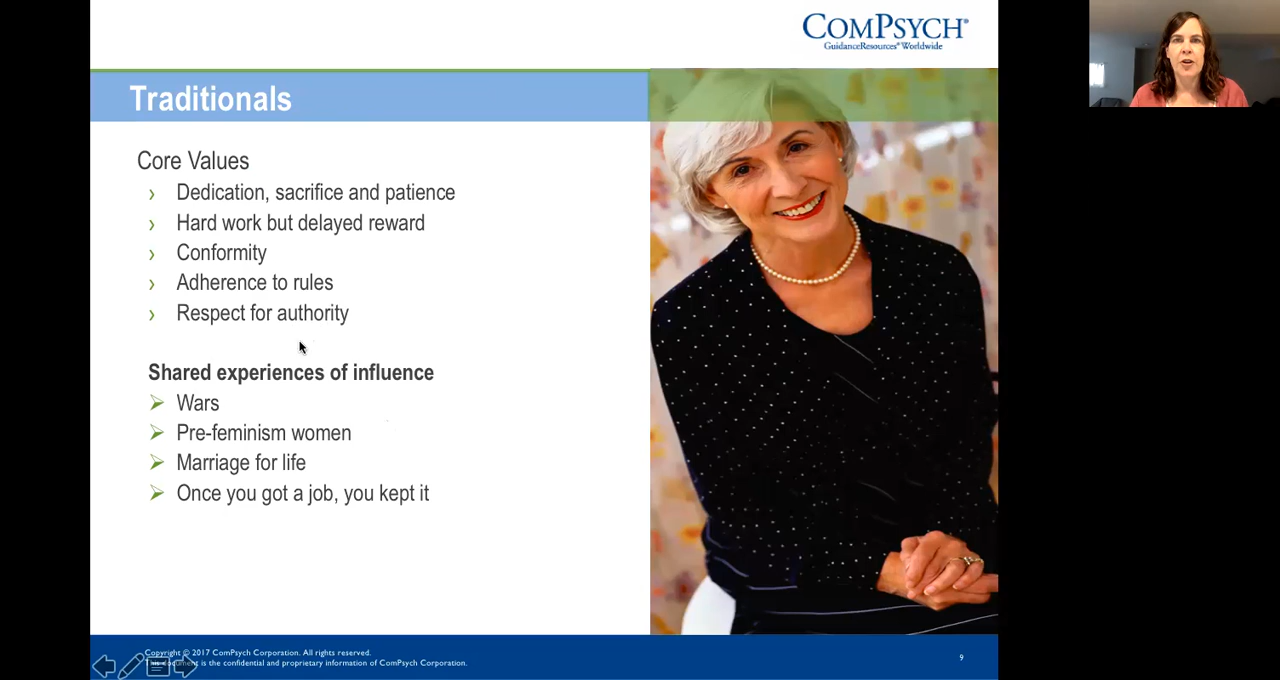 COMPSYCH®
GuidanceResources® Worldwide
Traditionals
Core Values
› Dedication, sacrifice and patience
› Hard work but delayed reward
› Conformity
› Adherence to rules
› Respect for authority
Shared experiences of influence
➢ Wars
➢ Pre-feminism women
➢ Marriage for life
➢ Once you got a job, you kept it
Copyright © 2017 ComPsych Corporation. All rights reserved.
This document is the confidential and proprietary information of ComPsych Corporation.
9